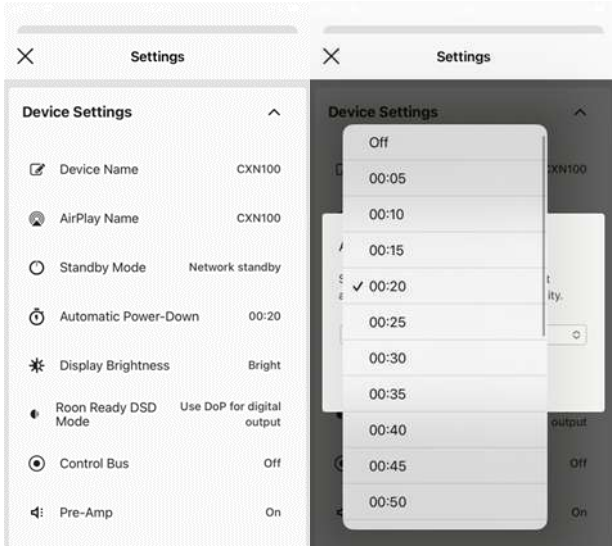 Settings
Device Settings
Device Name CXN100
AirPlay Name CXN100
Standby Mode Network standby
Automatic Power-Down 00:20
Display Brightness Bright
Roon Ready DSD Mode Use DoP for digital output
Control Bus Off
Pre-Amp On
Settings
Device Settings
Off
00:05
00:10
00:15
✓ 00:20
00:25
00:30
00:35
00:40
00:45
00:50
CXN100
ity.
output
Off
On